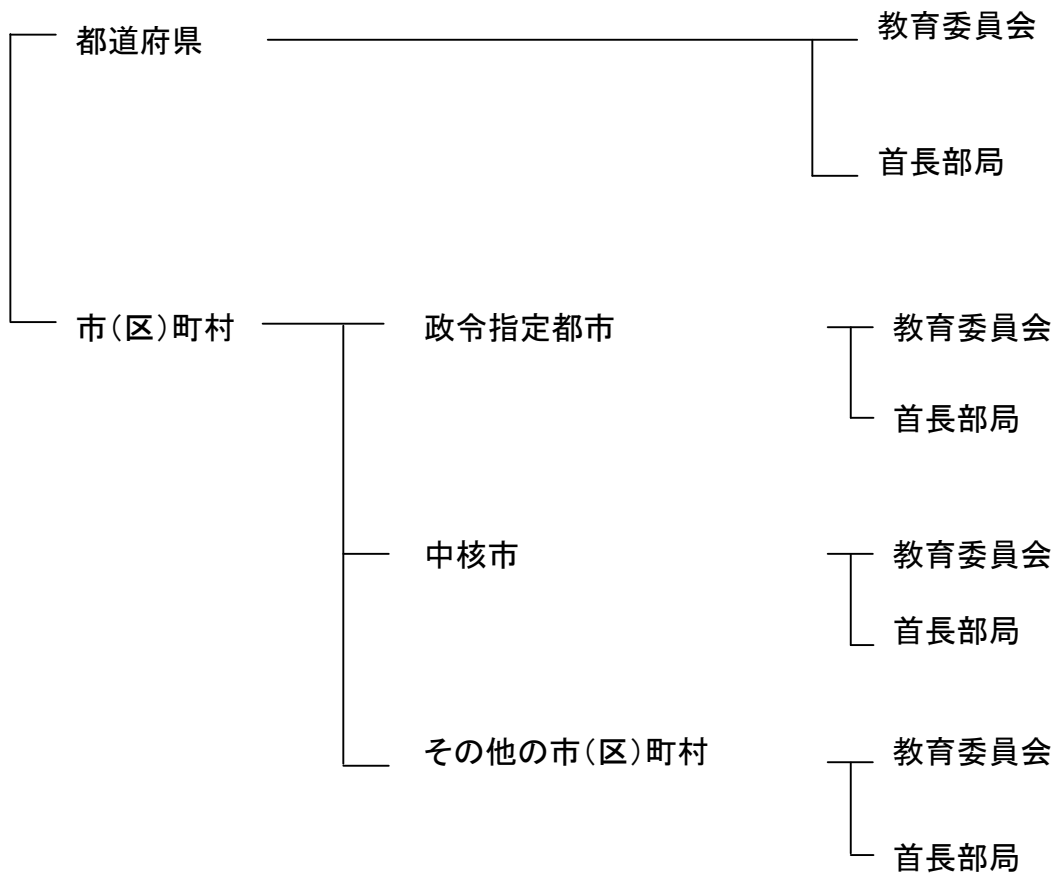 都道府県
教育委員会
首長部局
市(区)町村
政令指定都市
教育委員会
首長部局
中核市
教育委員会
首長部局
その他の市(区)町村
教育委員会
首長部局